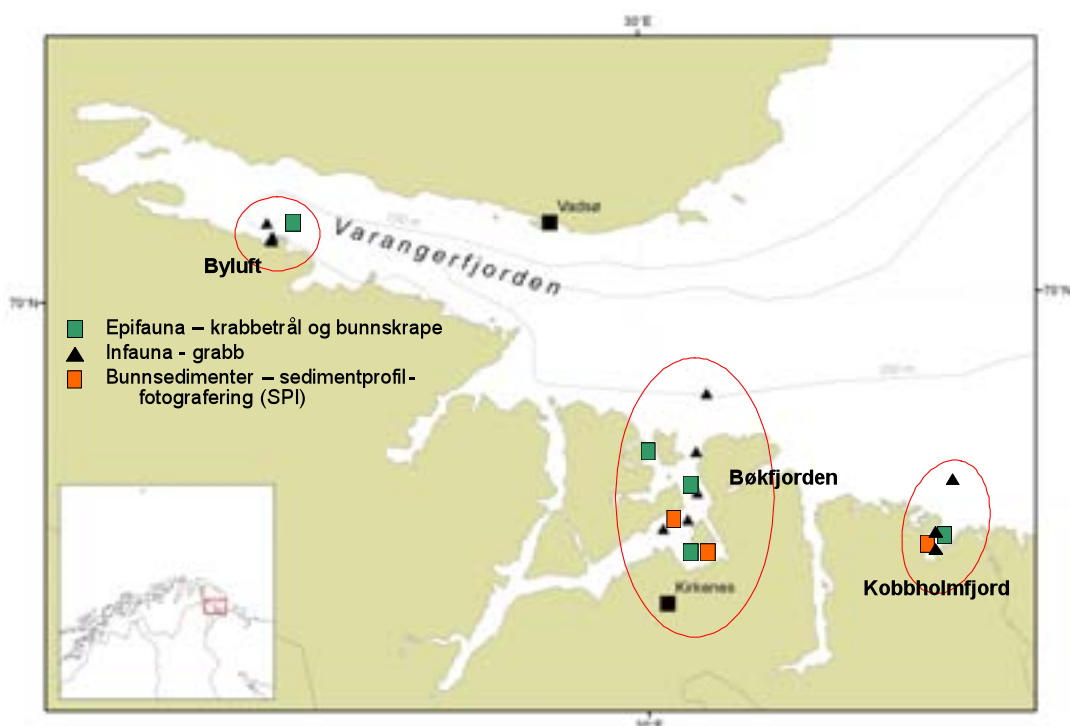 30°E
Vadsø
Varangerfjorden
Byluft
70°N
70°N
Epifauna – krabbetrål og bunnskrape
Infauna - grabb
Bunnsedimenter – sedimentprofil-
fotografering (SPI)
Bøkfjorden
Kobbholmfjord
Kirkenes